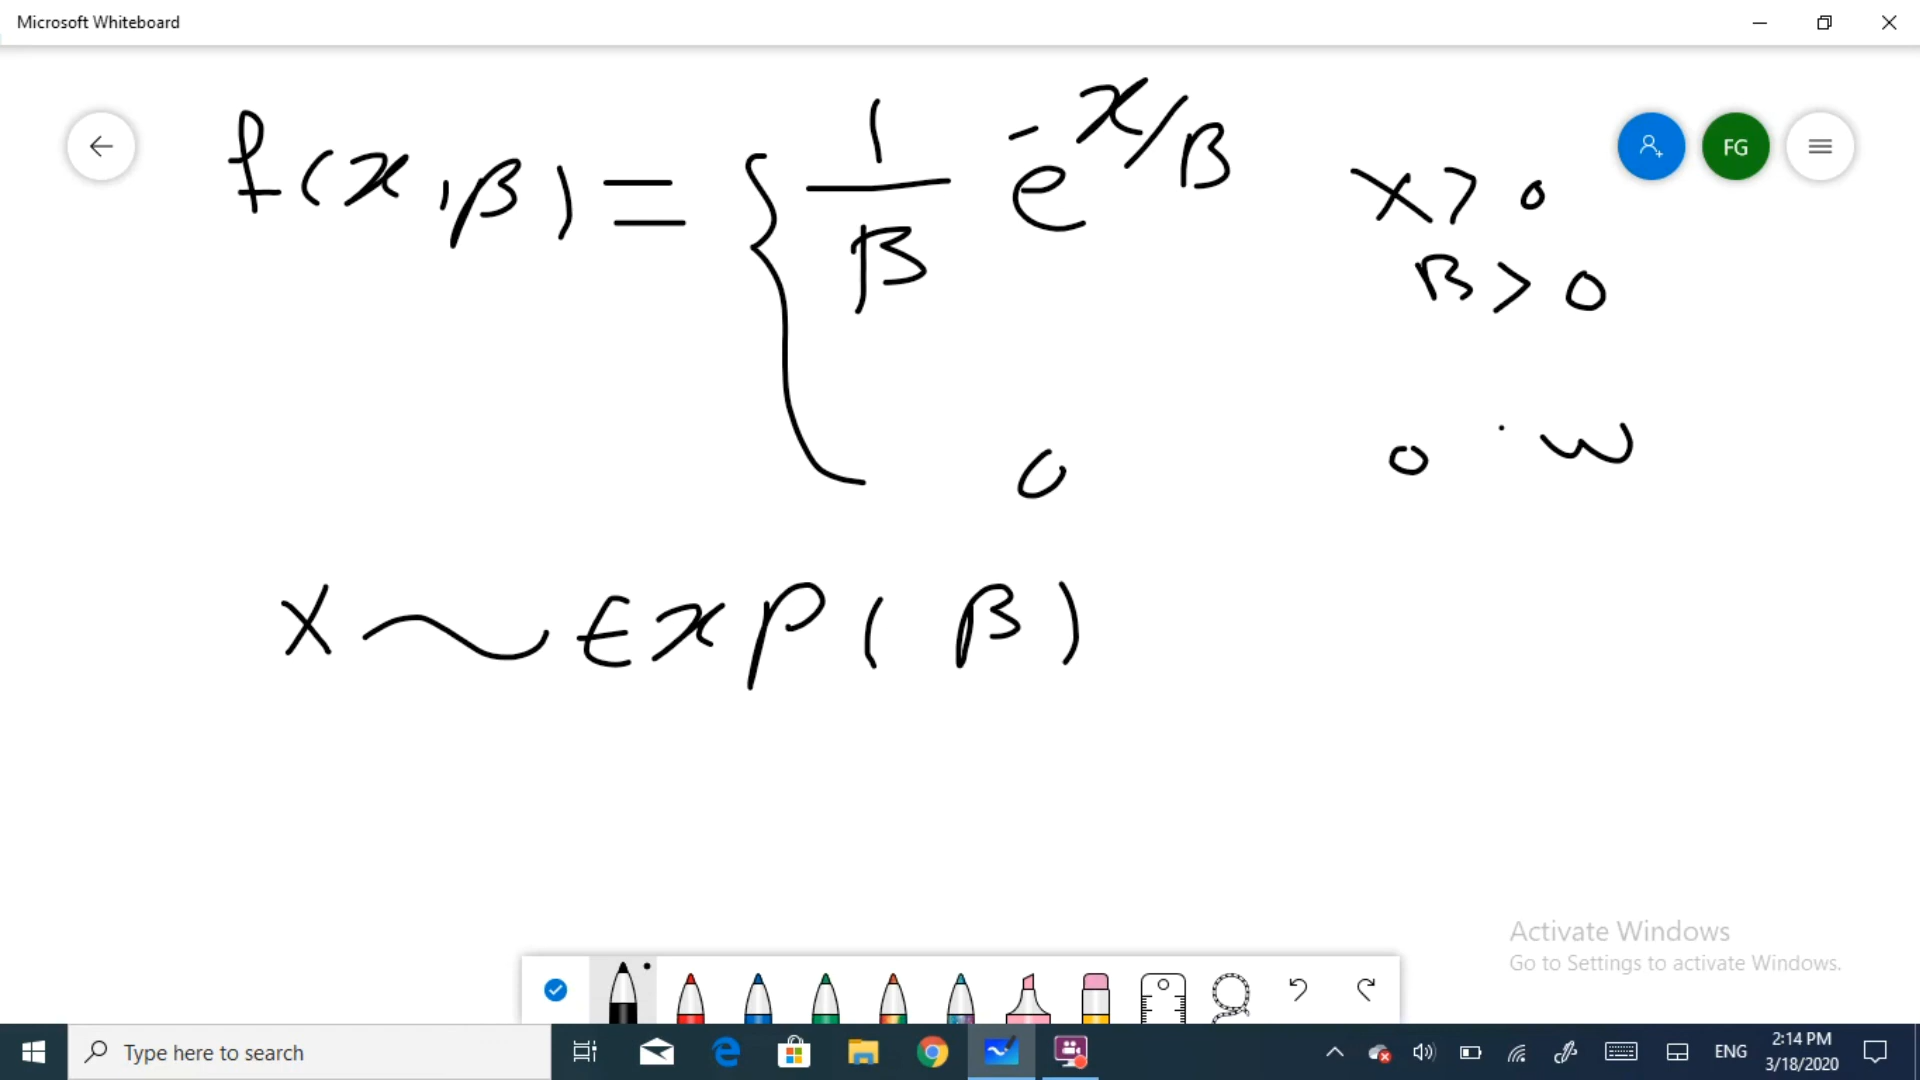 Microsoft Whiteboard
f(x,β) = { 1/β e^-x/β x > 0
β > 0
0 0.w
FG
X ~ Exp(β)
Activate Windows
Go to Settings to activate Windows.
Type here to search
ENG
2:14 PM
3/18/2020